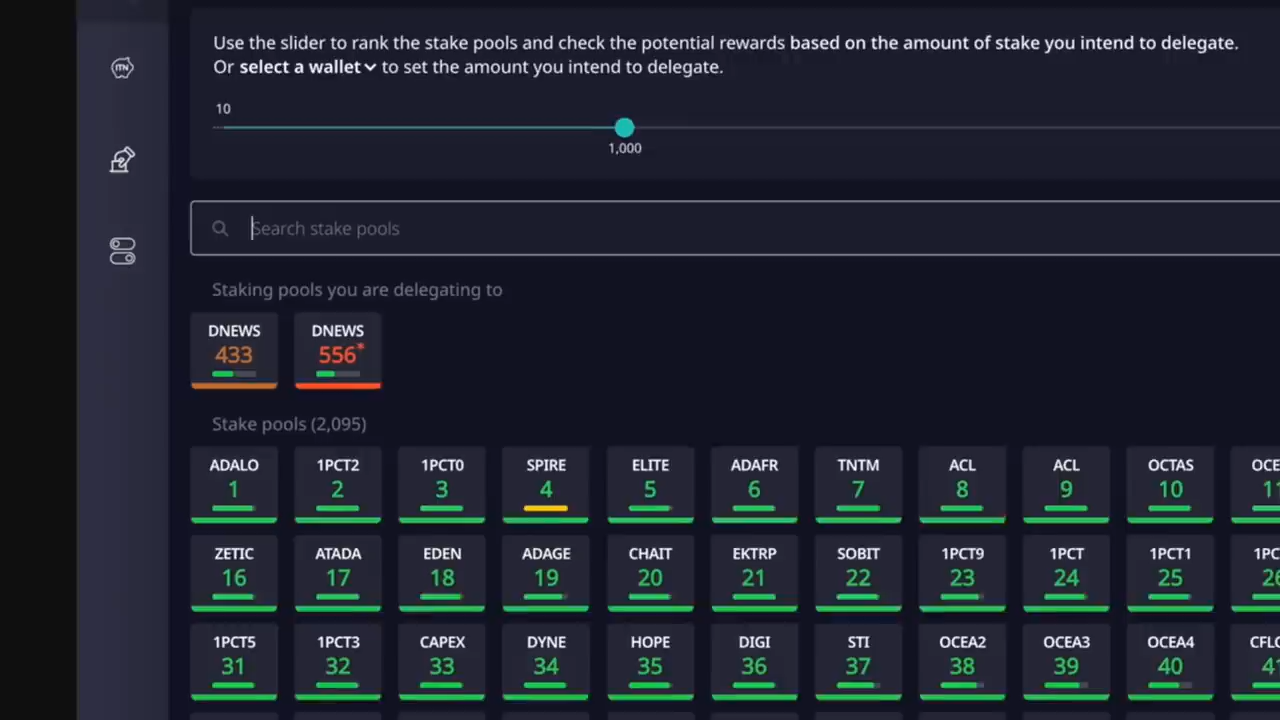 Use the slider to rank the stake pools and check the potential rewards based on the amount of stake you intend to delegate.
Or select a wallet to set the amount you intend to delegate.
10
1,000
ITN
Search stake pools
Staking pools you are delegating to
DNEWS DNEWS
433 556*
Stake pools (2,095)
ADALO 1PCT2 1PCT0 SPIRE ELITE ADAFR TNTM ACL ACL OCTAS
1 2 3 4 5 6 7 8 9 10
ZETIC ATADA EDEN ADAGE CHAIT EKTRP SOBIT 1PCT9 1PCT 1PCT1
16 17 18 19 20 21 22 23 24 25
1PCT5 1PCT3 CAPEX DYNE HOPE DIGI STI OCEA2 OCEA3 OCEA4
31 32 33 34 35 36 37 38 39 40